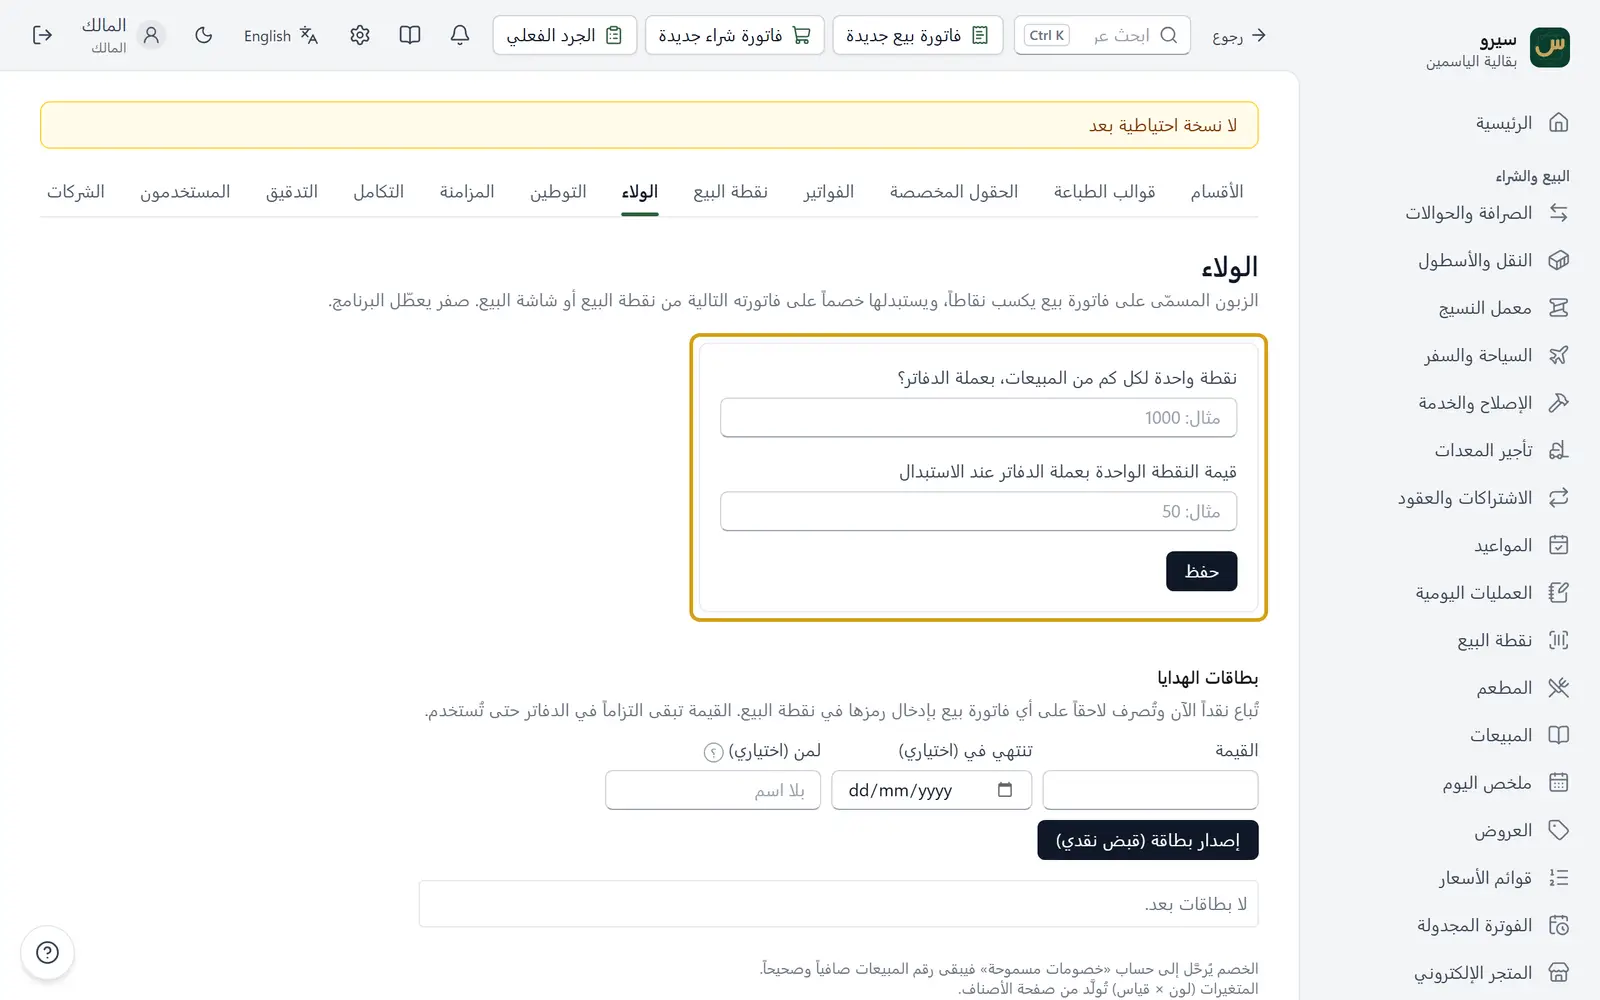 سيرو
بقالية الياسمين
رجوع
ابحث عر
Ctrl K
فاتورة بيع جديدة
فاتورة شراء جديدة
الجرد الفعلي
English
المالك
المالك
الرئيسية
البيع والشراء
الصرافة والحوالات
النقل والأسطول
معمل النسيج
السياحة والسفر
الإصلاح والخدمة
تأجير المعدات
الاشتراكات والعقود
المواعيد
العمليات اليومية
نقطة البيع
المطعم
المبيعات
ملخص اليوم
العروض
قوائم الأسعار
الفوترة المجدولة
المتجر الإلكتروني
لا نسخة احتياطية بعد
الأقسام
قوالب الطباعة
الحقول المخصصة
الفواتير
نقطة البيع
الولاء
التوطين
المزامنة
التكامل
التدقيق
المستخدمون
الشركات
الولاء
الزبون المسمّى على فاتورة بيع يكسب نقاطاً، ويستبدلها خصماً على فاتورته التالية من نقطة البيع أو شاشة البيع. صفر يعطّل البرنامج.
نقطة واحدة لكل كم من المبيعات، بعملة الدفاتر؟
مثال: 1000
قيمة النقطة الواحدة بعملة الدفاتر عند الاستبدال
مثال: 50
حفظ
بطاقات الهدايا
تُباع نقداً الآن وتُصرف لاحقاً على أي فاتورة بيع بإدخال رمزها في نقطة البيع. القيمة تبقى التزاماً في الدفاتر حتى تُستخدم.
القيمة
تنتهي في (اختياري)
لمن (اختياري) ؟
dd/mm/yyyy
بلا اسم
إصدار بطاقة (قبض نقدي)
لا بطاقات بعد.
الخصم يُرحَّل إلى حساب «خصومات مسموحة» فيبقى رقم المبيعات صافياً وصحيحاً.
المتغيرات (لون × قياس) تُولَّد من صفحة الأصناف.